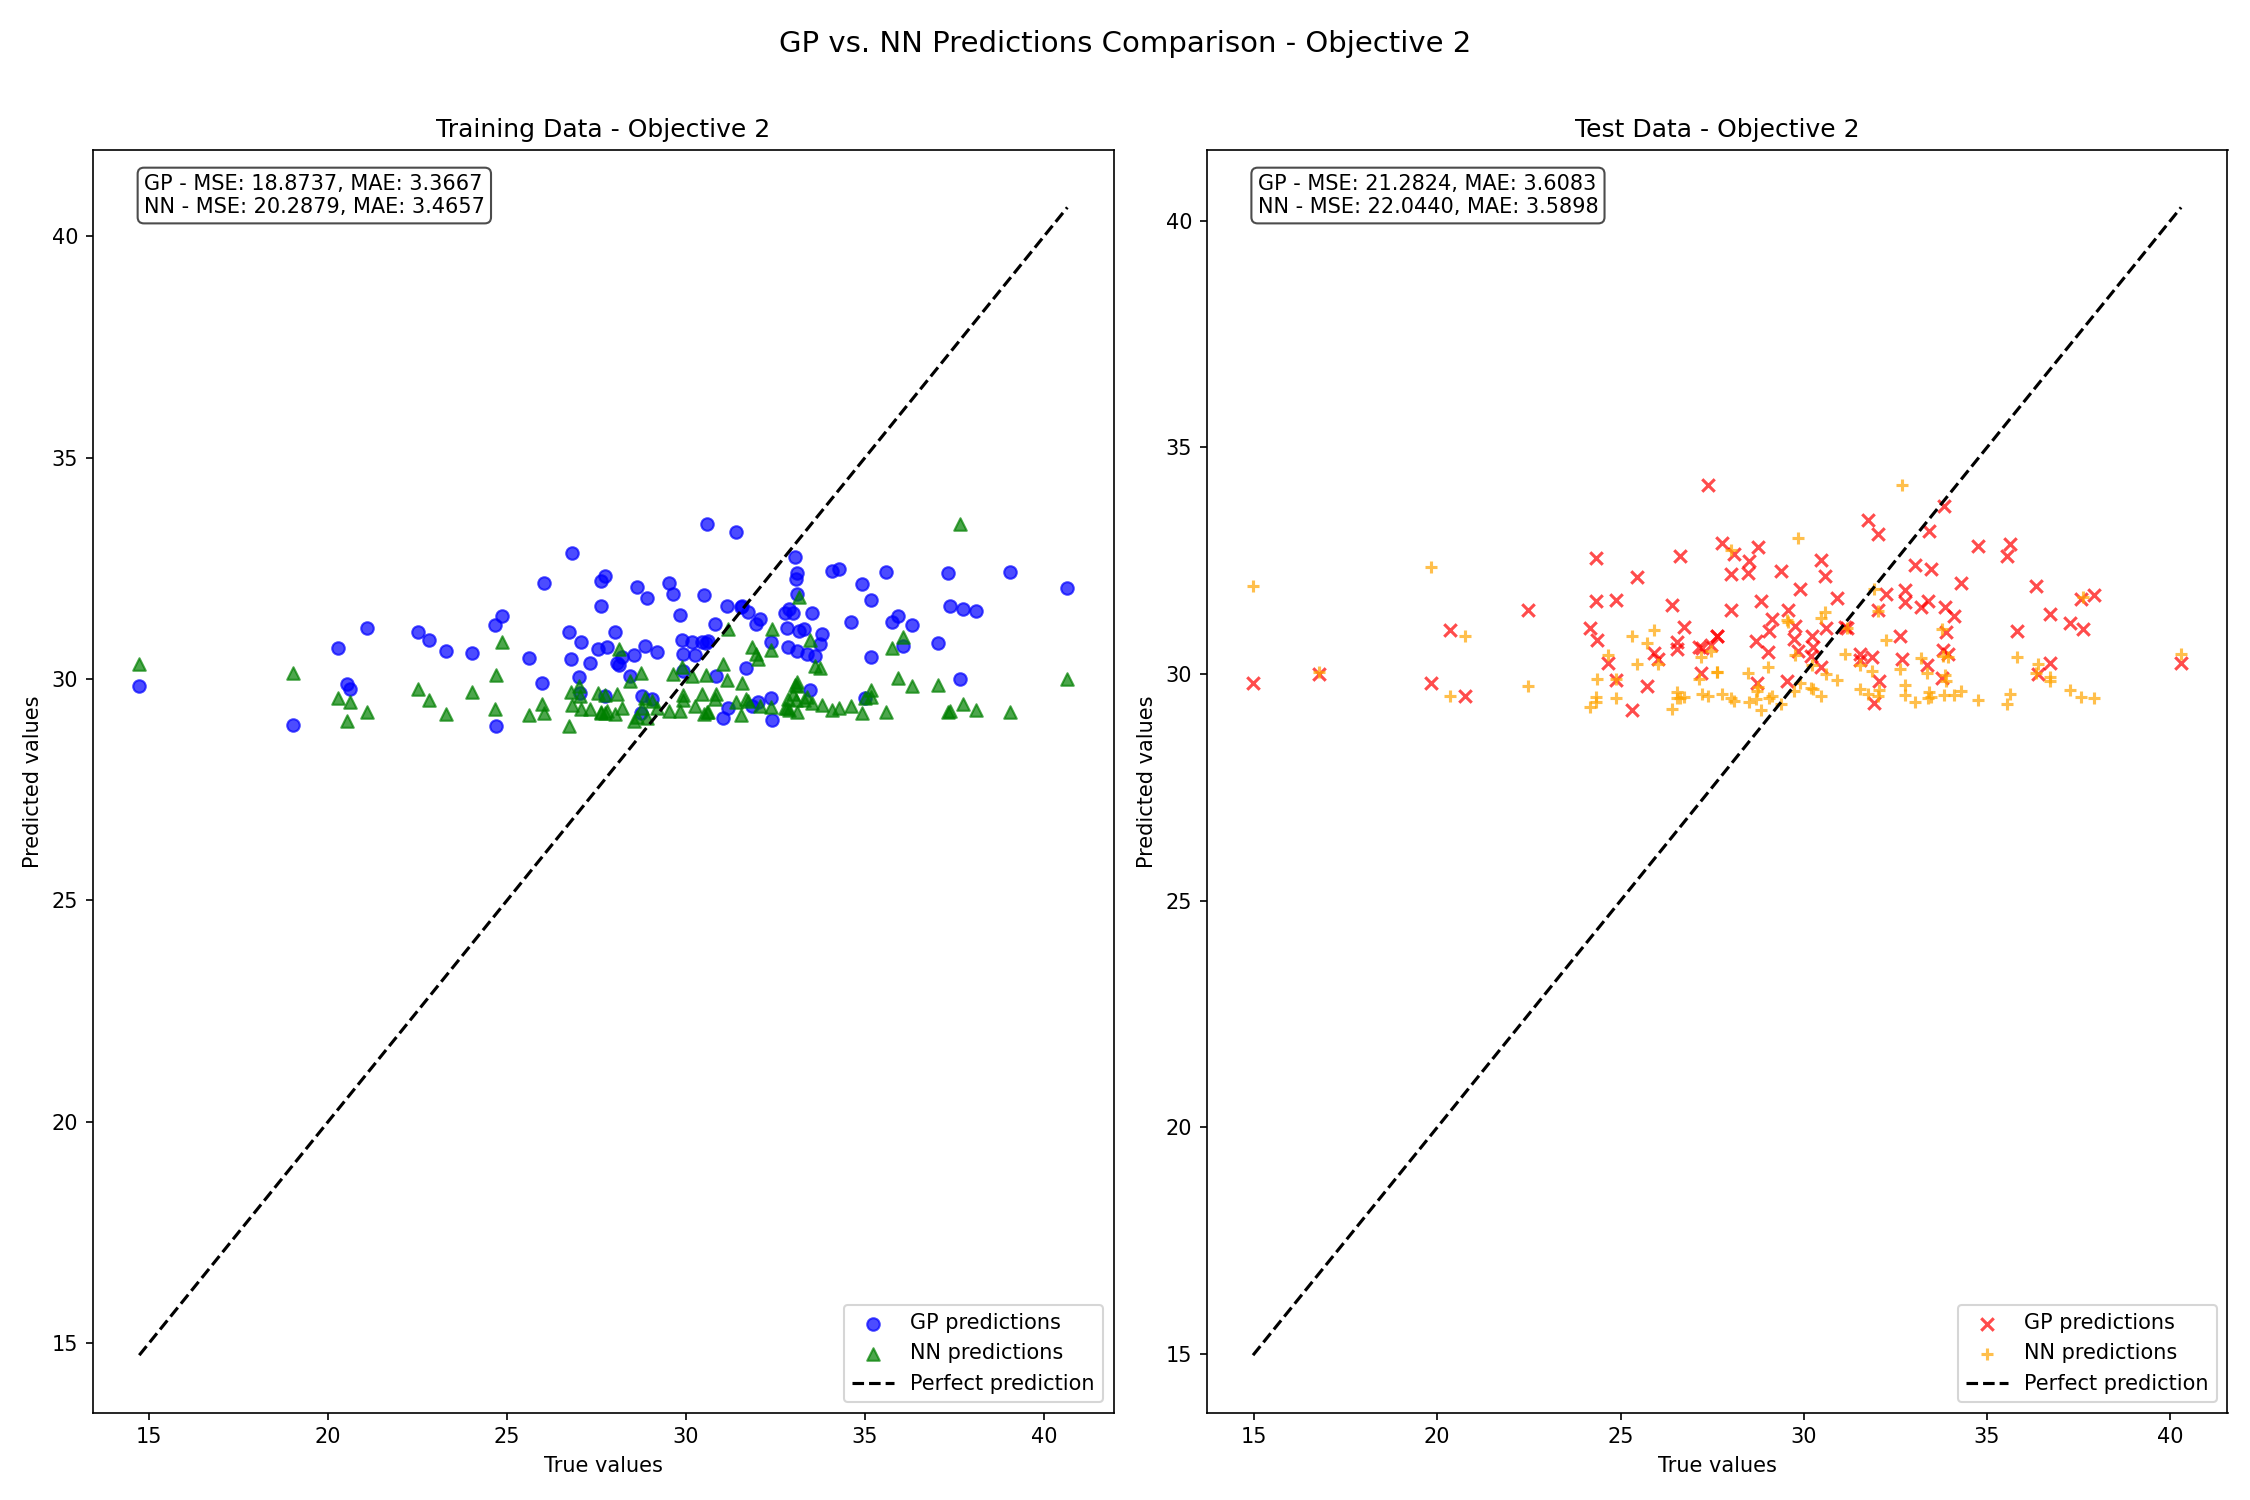 GP vs. NN Predictions Comparison - Objective 2
Training Data - Objective 2
GP - MSE: 18.8737, MAE: 3.3667
NN - MSE: 20.2879, MAE: 3.4657
Predicted values
40
35
30
25
20
15
GP predictions
NN predictions
Perfect prediction
15 20 25 30 35 40
True values
Test Data - Objective 2
GP - MSE: 21.2824, MAE: 3.6083
NN - MSE: 22.0440, MAE: 3.5898
Predicted values
40
35
30
25
20
15
GP predictions
NN predictions
Perfect prediction
15 20 25 30 35 40
True values